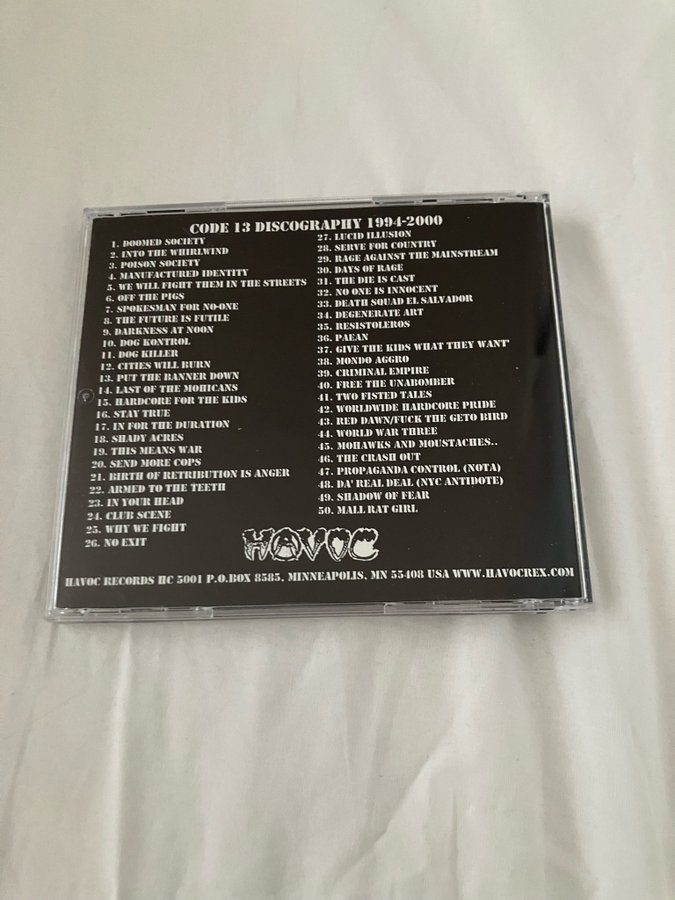 CODE 13 DISCOGRAPHY 1994-2000
1. DOOMED SOCIETY
2. INTO THE WHIRLWIND
3. POISON SOCIETY
4. MANUFACTURED IDENTITY
5. WE WILL FIGHT THEM IN THE STREETS
6. OFF THE PIGS
7. SPOKESMAN FOR NO-ONE
8. THE FUTURE IS FUTILE
9. DARKNESS AT NOON
10. DOG KONTROL
11. DOG KILLER
12. CITIES WILL BURN
13. PUT THE BANNER DOWN
14. LAST OF THE MOHICANS
15. HARDCORE FOR THE KIDS
16. STAY TRUE
17. IN FOR THE DURATION
18. SHADY ACRES
19. THIS MEANS WAR
20. SEND MORE COPS
21. BIRTH OF RETRIBUTION IS ANGER
22. ARMED TO THE TEETH
23. IN YOUR HEAD
24. CLUB SCENE
25. WHY WE FIGHT
26. NO EXIT
27. LUCID ILLUSION
28. SERVE FOR COUNTRY
29. RAGE AGAINST THE MAINSTREAM
30. DAYS OF RAGE
31. THE DIE IS CAST
32. NO ONE IS INNOCENT
33. DEATH SQUAD EL SALVADOR
34. DEGENERATE ART
35. RESISTOLEROS
36. PAEAN
37. GIVE THE KIDS WHAT THEY WANT'
38. MONDO AGGRO
39. CRIMINAL EMPIRE
40. FREE THE UNABOMBER
41. TWO FISTED TALES
42. WORLDWIDE HARDCORE PRIDE
43. RED DAWN/FUCK THE GETO BIRD
44. WORLD WAR THREE
45. MOHAWKS AND MOUSTACHES..
46. THE CRASH OUT
47. PROPAGANDA CONTROL (NOTA)
48. DA' REAL DEAL (NYC ANTIDOTE)
49. SHADOW OF FEAR
50. MALL RAT GIRL
HAVOC
HAVOC RECORDS HC 5001 P.O.BOX 8585, MINNEAPOLIS, MN 55408 USA WWW.HAVOCREX.COM